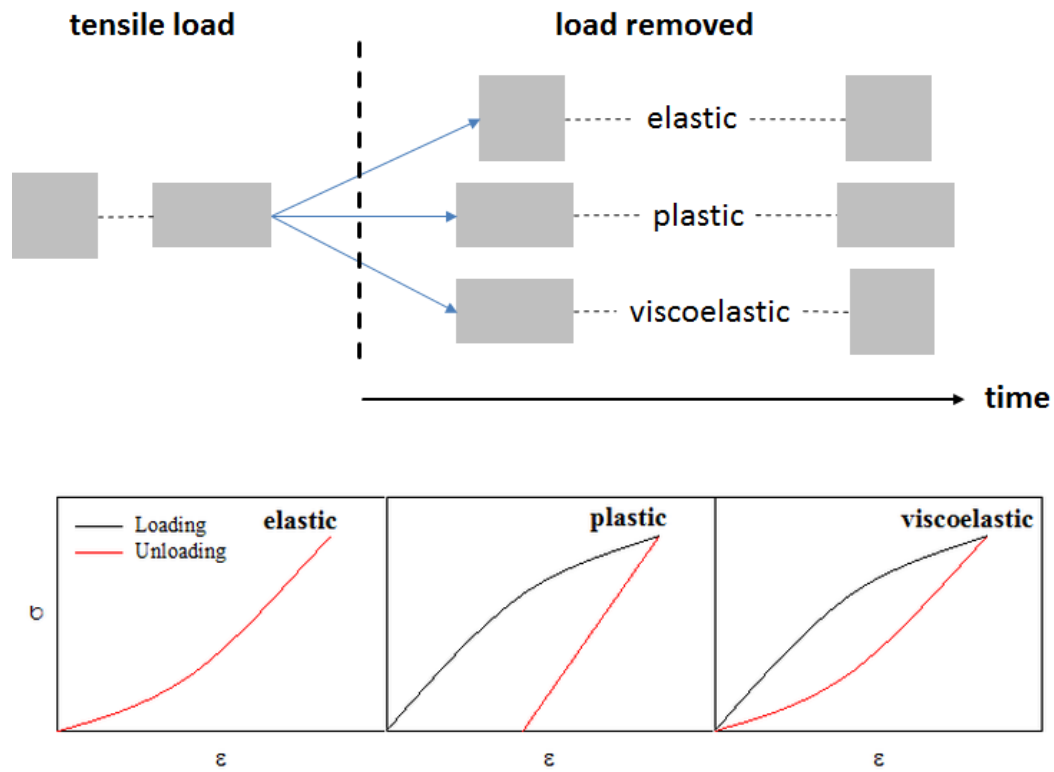 tensile load
load removed
elastic
plastic
viscoelastic
time
Loading
Unloading
elastic
plastic
viscoelastic
σ
ε
ε
ε